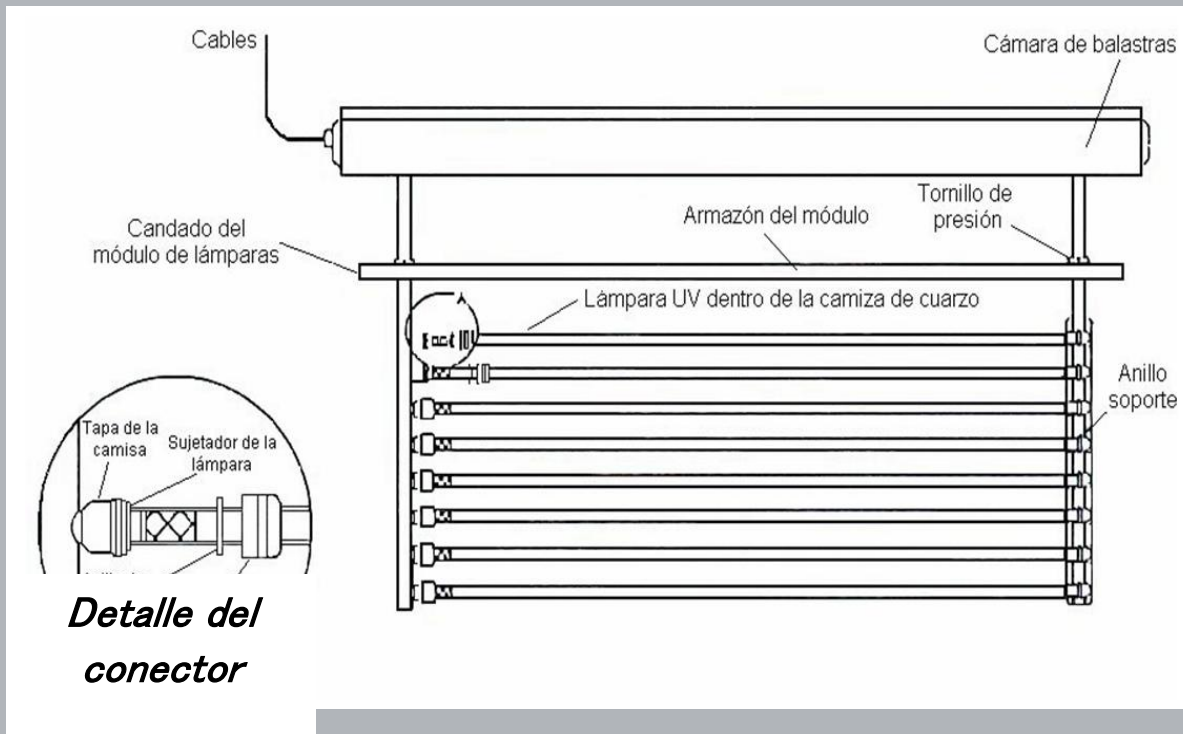 Cables
Cámara de balastras
Tornillo de
presión
Armazón del módulo
Candado del
módulo de lámparas
Lámpara UV dentro de la camiza de cuarzo
A
Anillo
soporte
Tapa de la
camisa
Sujetador de la
lámpara
Detalle del
conector